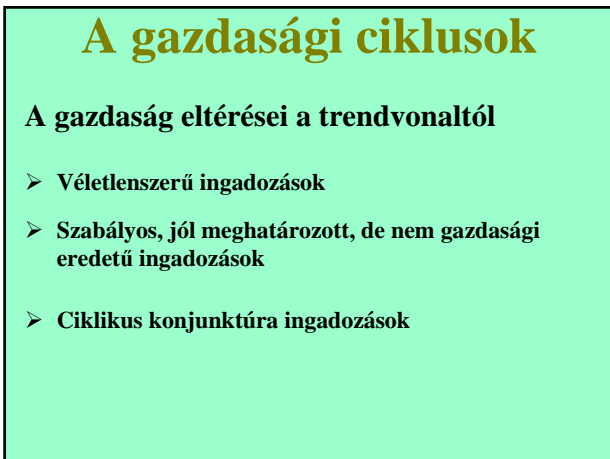 A gazdasági ciklusok
A gazdaság eltérései a trendvonaltól
➢ Véletlenszerű ingadozások
➢ Szabályos, jól meghatározott, de nem gazdasági
eredetű ingadozások
➢ Ciklikus konjunktúra ingadozások